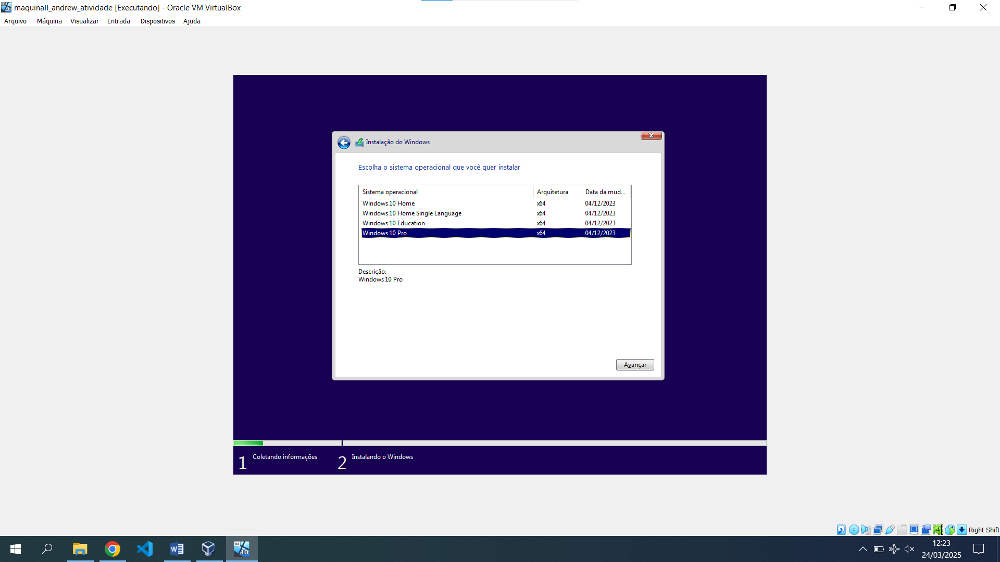 maquinaII_andrew_atividade [Executando] - Oracle VM VirtualBox
Arquivo Máquina Visualizar Entrada Dispositivos Ajuda
Instalação do Windows
Escolha o sistema operacional que você quer instalar
Sistema operacional Arquitetura Data da mud...
Windows 10 Home x64 04/12/2023
Windows 10 Home Single Language x64 04/12/2023
Windows 10 Education x64 04/12/2023
Windows 10 Pro x64 04/12/2023
Descrição:
Windows 10 Pro
Avançar
1 Coletando informações 2 Instalando o Windows
Right Shift
12:23
24/03/2025